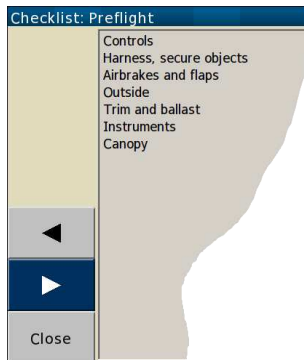 Checklist: Preflight
Controls
Harness, secure objects
Airbrakes and flaps
Outside
Trim and ballast
Instruments
Canopy
Close